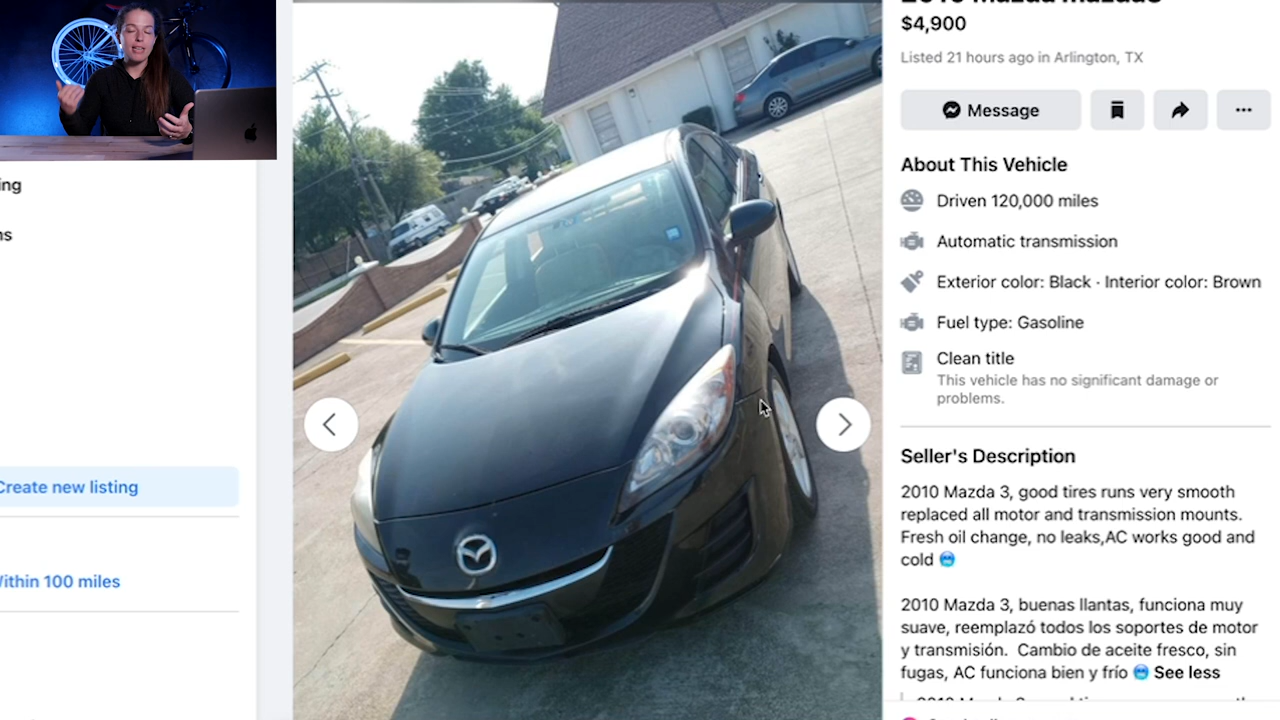 ing
ns
Create new listing
Within 100 miles
2010 Mazda Mazda3
$4,900
Listed 21 hours ago in Arlington, TX
Message
About This Vehicle
Driven 120,000 miles
Automatic transmission
Exterior color: Black · Interior color: Brown
Fuel type: Gasoline
Clean title
This vehicle has no significant damage or
problems.
Seller's Description
2010 Mazda 3, good tires runs very smooth
replaced all motor and transmission mounts.
Fresh oil change, no leaks,AC works good and
cold 🥶
2010 Mazda 3, buenas llantas, funciona muy
suave, reemplazó todos los soportes de motor
y transmisión. Cambio de aceite fresco, sin
fugas, AC funciona bien y frío 🥶 See less